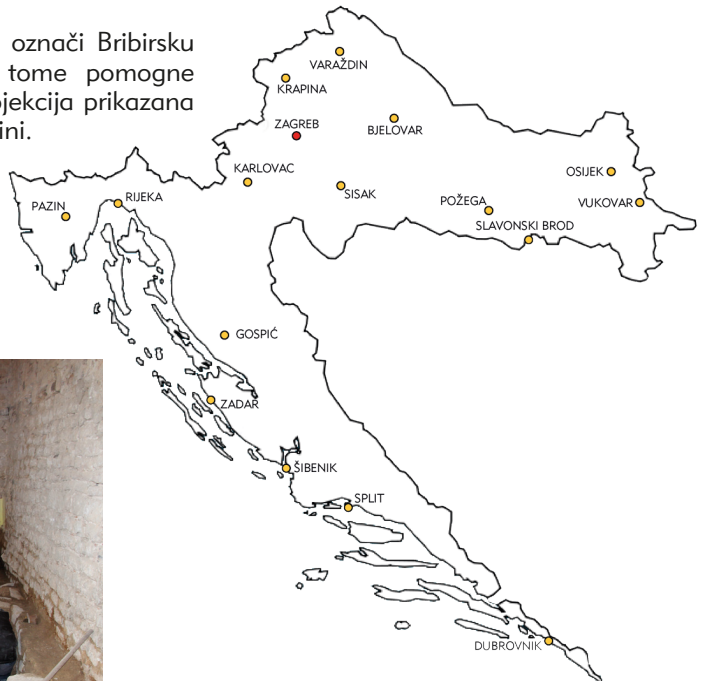 označi Bribirsku
tome pomogne
ojekcija prikazana
ini.
VARAŽDIN
KRAPINA
ZAGREB
BJELOVAR
KARLOVAC
SISAK
OSIJEK
PAZIN
RIJEKA
POŽEGA
VUKOVAR
SLAVONSKI BROD
GOSPIĆ
ZADAR
ŠIBENIK
SPLIT
DUBROVNIK